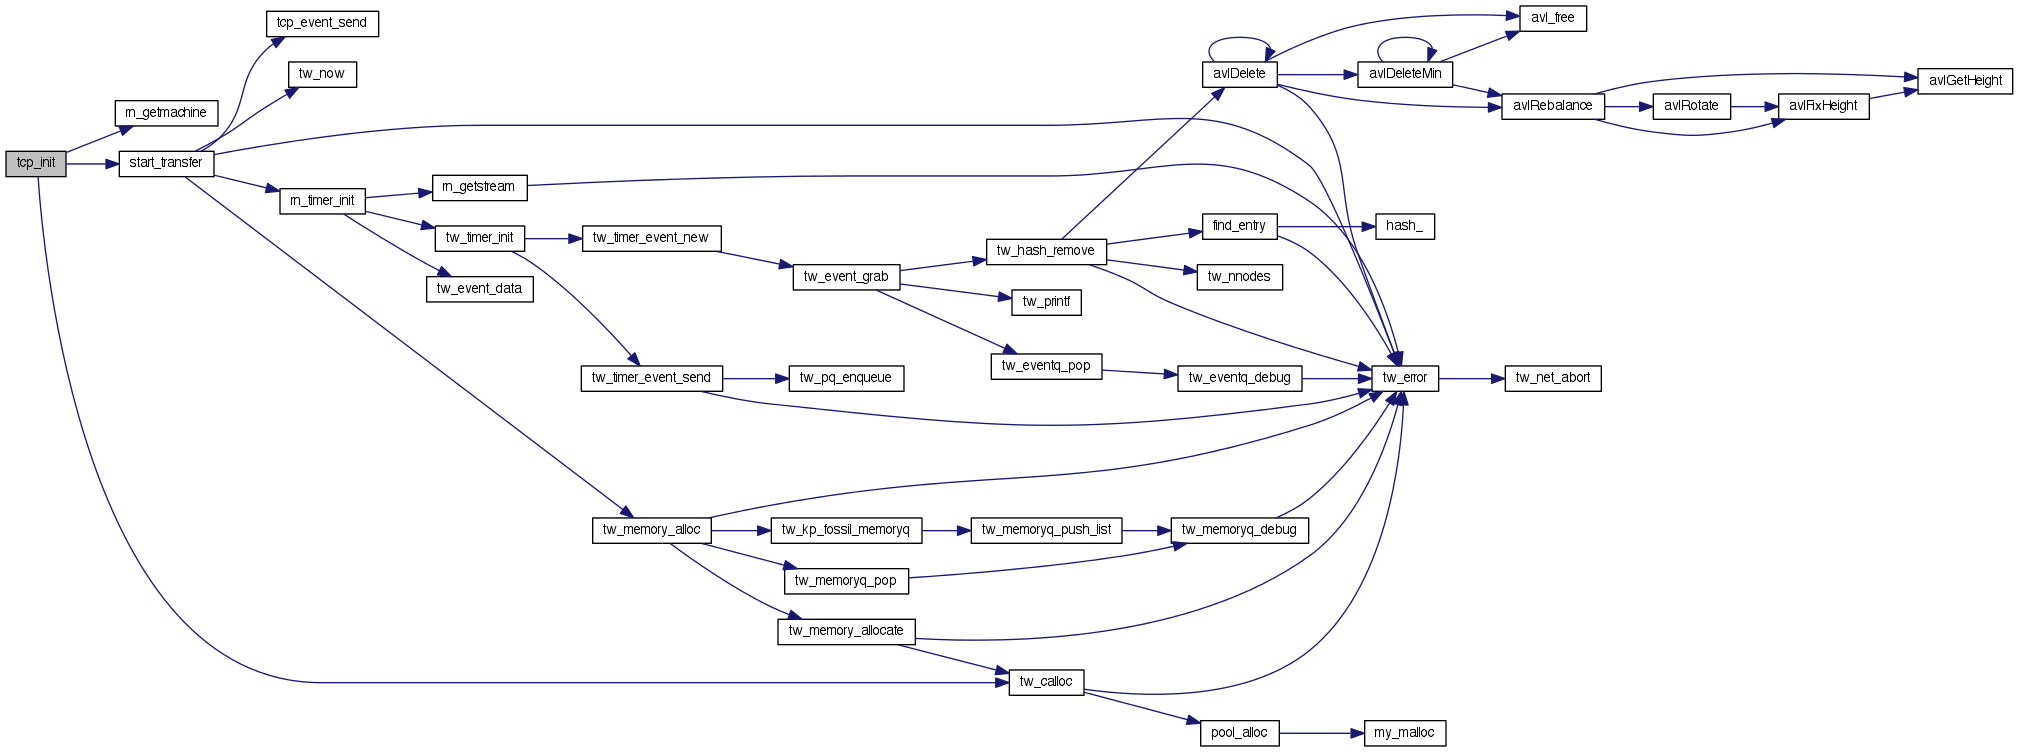 tcp_init
rn_getmachine
start_transfer
tcp_event_send
tw_now
rn_timer_init
rn_getstream
tw_timer_init
tw_event_data
tw_timer_event_new
tw_timer_event_send
tw_event_grab
tw_pq_enqueue
tw_hash_remove
tw_printf
tw_eventq_pop
avlDelete
find_entry
tw_nnodes
tw_eventq_debug
avl_free
avlDeleteMin
avlRebalance
avlRotate
avlFixHeight
avlGetHeight
hash_
tw_error
tw_net_abort
tw_memory_alloc
tw_kp_fossil_memoryq
tw_memoryq_push_list
tw_memoryq_debug
tw_memoryq_pop
tw_memory_allocate
tw_calloc
pool_alloc
my_malloc